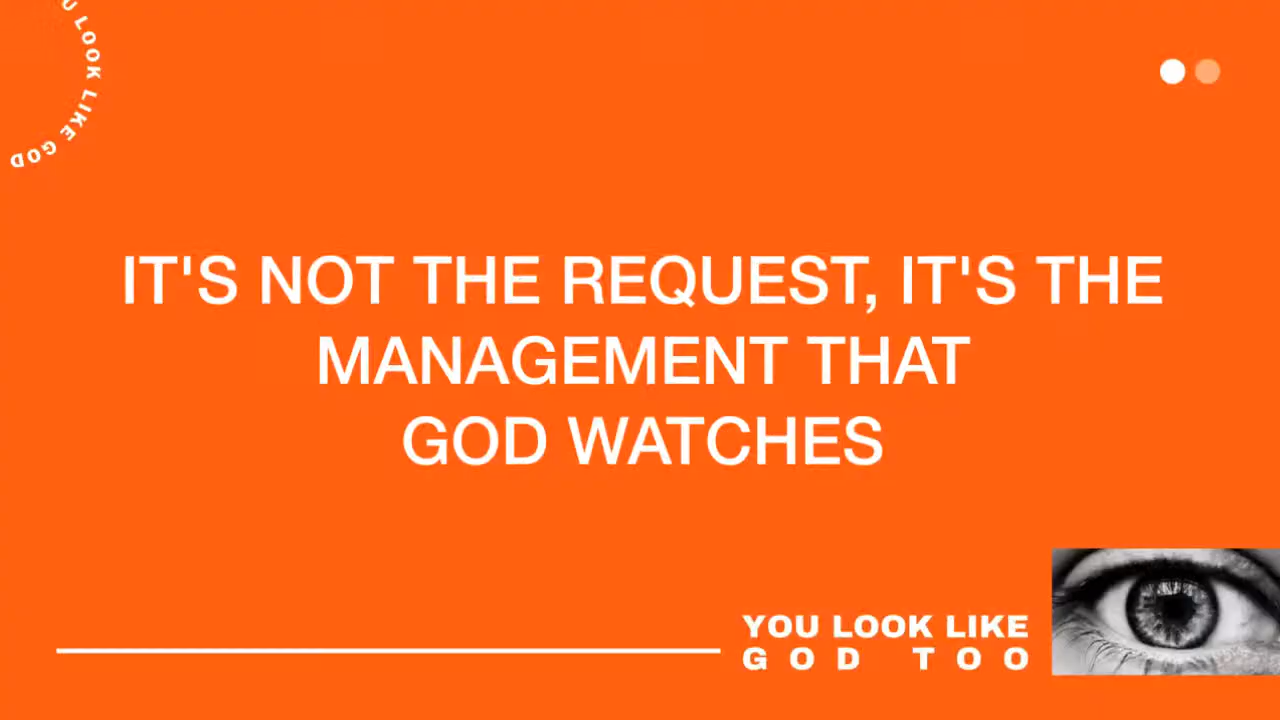 U LOOK LIKE GOD
IT'S NOT THE REQUEST, IT'S THE
MANAGEMENT THAT
GOD WATCHES
YOU LOOK LIKE
GOD TOO